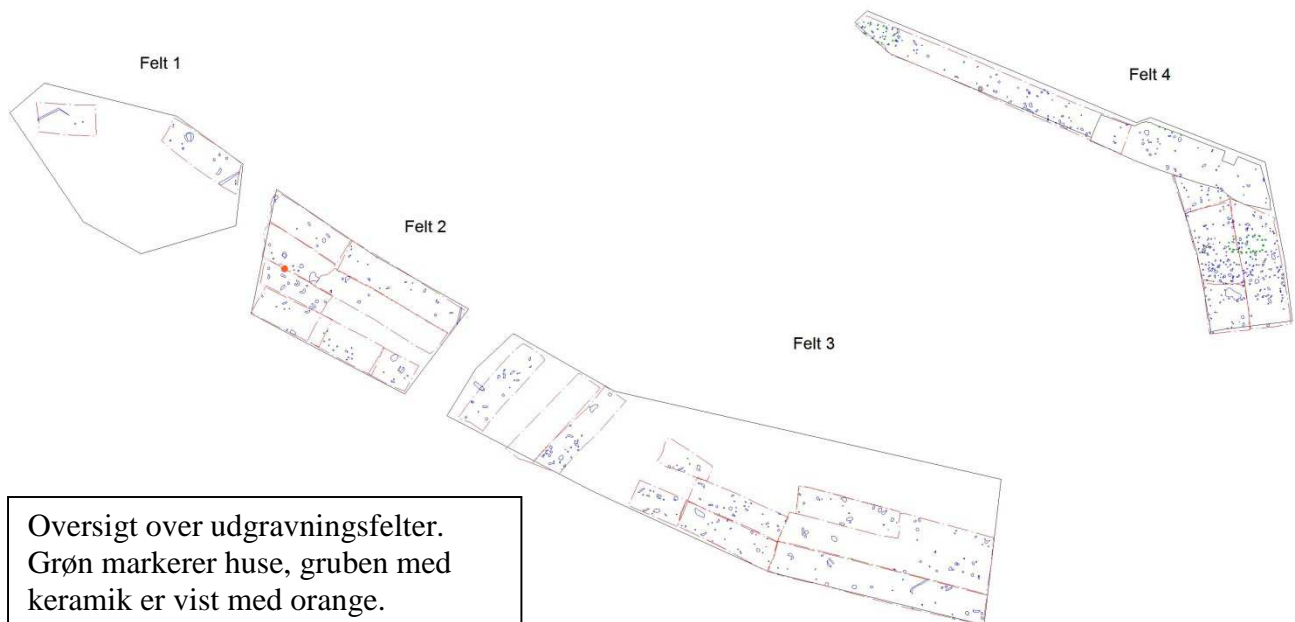 Felt 1
Felt 4
Felt 2
Felt 3
Oversigt over udgravningsfelter.
Grøn markerer huse, gruben med
keramik er vist med orange.